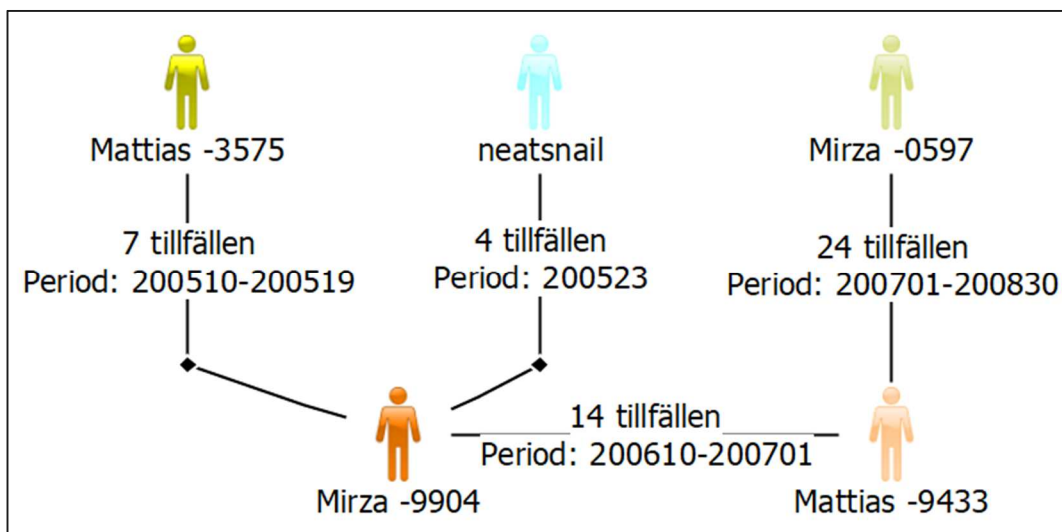 Mattias -3575
neatsnail
Mirza -0597
7 tillfällen
Period: 200510-200519
4 tillfällen
Period: 200523
24 tillfällen
Period: 200701-200830
14 tillfällen
Period: 200610-200701
Mirza -9904
Mattias -9433